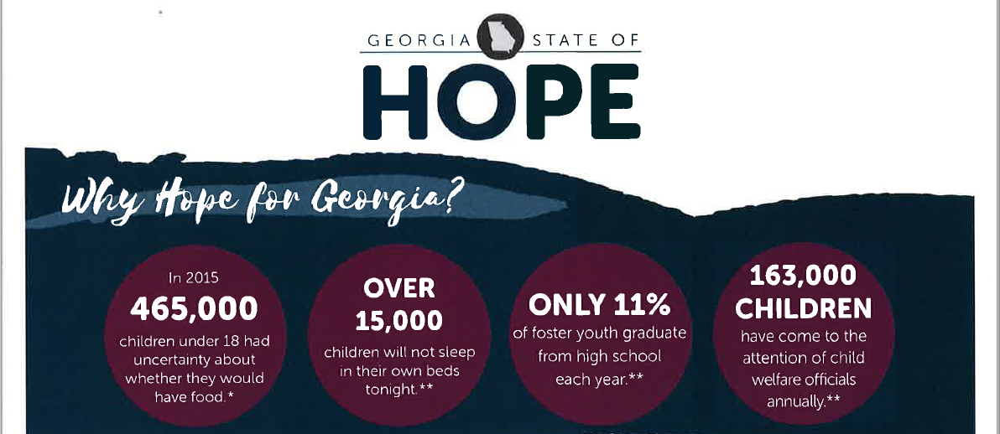 GEORGIA STATE OF
HOPE
Why Hope for Georgia?
In 2015
465,000
children under 18 had
uncertainty about
whether they would
have food.*
OVER
15,000
children will not sleep
in their own beds
tonight.**
ONLY 11%
of foster youth graduate
from high school
each year.**
163,000
CHILDREN
have come to the
attention of child
welfare officials
annually.**